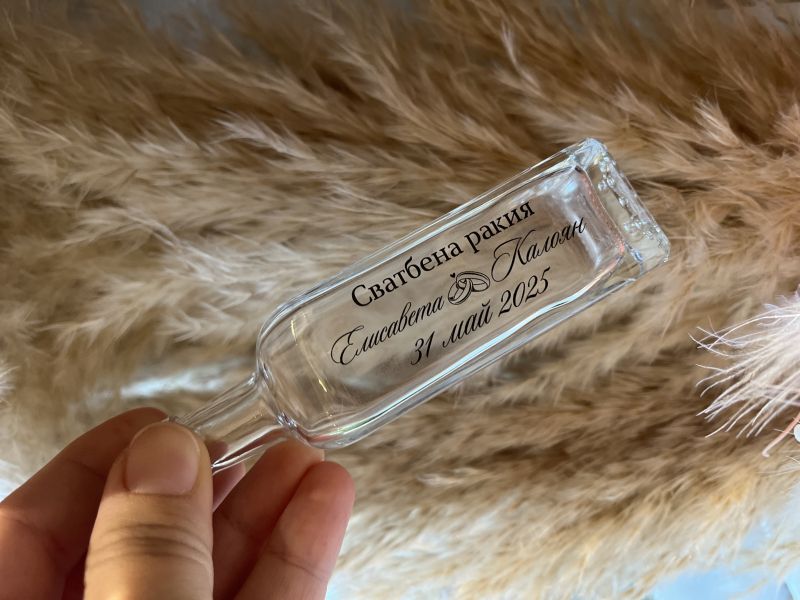 Сватбена ракия
Елисавета Калоян
31 май 2025